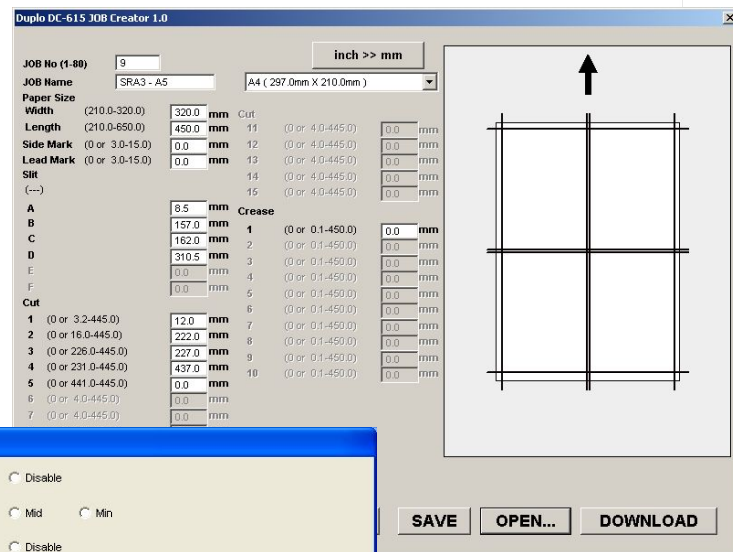 Duplo DC-615 JOB Creator 1.0
JOB No (1-80) 9
inch >> mm
JOB Name SRA3 - A5
A4 ( 297.0mm X 210.0mm )
Paper Size
Width (210.0-320.0) 320.0 mm
Length (210.0-650.0) 450.0 mm
Side Mark (0 or 3.0-15.0) 0.0 mm
Lead Mark (0 or 3.0-15.0) 0.0 mm
Slit
(---)
A 8.5 mm
B 157.0 mm
C 162.0 mm
D 310.5 mm
E 0.0 mm
F 0.0 mm
Cut
1 (0 or 3.2-445.0) 12.0 mm
2 (0 or 16.0-445.0) 222.0 mm
3 (0 or 226.0-445.0) 227.0 mm
4 (0 or 231.0-445.0) 437.0 mm
5 (0 or 441.0-445.0) 0.0 mm
6 (0 or 4.0-445.0) 0.0 mm
7 (0 or 4.0-445.0) 0.0 mm
Cut
11 (0 or 4.0-445.0) 0.0 mm
12 (0 or 4.0-445.0) 0.0 mm
13 (0 or 4.0-445.0) 0.0 mm
14 (0 or 4.0-445.0) 0.0 mm
15 (0 or 4.0-445.0) 0.0 mm
Crease
1 (0 or 0.1-450.0) 0.0 mm
2 (0 or 0.1-450.0) 0.0 mm
3 (0 or 0.1-450.0) 0.0 mm
4 (0 or 0.1-450.0) 0.0 mm
5 (0 or 0.1-450.0) 0.0 mm
6 (0 or 0.1-450.0) 0.0 mm
7 (0 or 0.1-450.0) 0.0 mm
8 (0 or 0.1-450.0) 0.0 mm
9 (0 or 0.1-450.0) 0.0 mm
10 (0 or 0.1-450.0) 0.0 mm
Disable
Mid Min
Disable
SAVE OPEN... DOWNLOAD